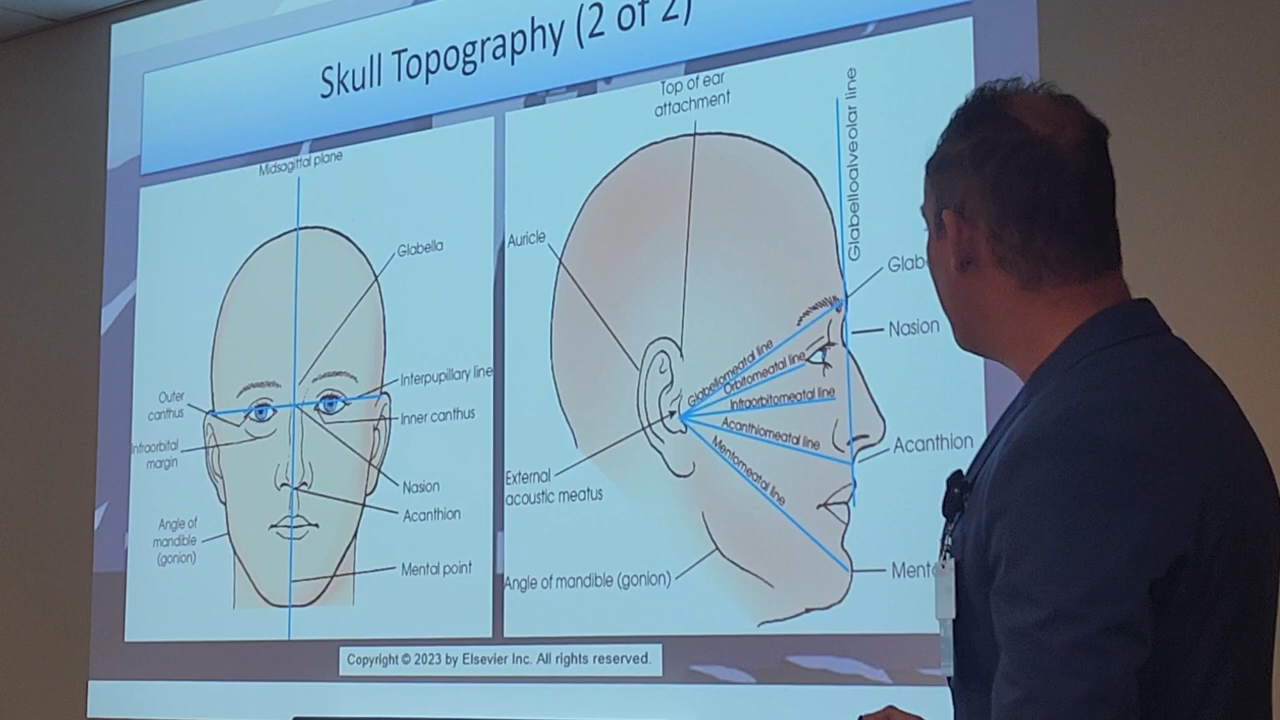 Skull Topography (2 of 2)
Midsagittal plane
Glabella
Outer
canthus
Interpupillary line
Inner canthus
Infraorbital
margin
Nasion
Acanthion
Angle of
mandible
(gonion)
Mental point
Top of ear
attachment
Glabelloalveolar line
Auricle
Nasion
Glabellomeatal line
Orbitomeatal line
Infraorbitomeatal line
Acanthiomeatal line
Mentomeatal line
Acanthion
External
acoustic meatus
Angle of mandible (gonion)
Copyright © 2023 by Elsevier Inc. All rights reserved.